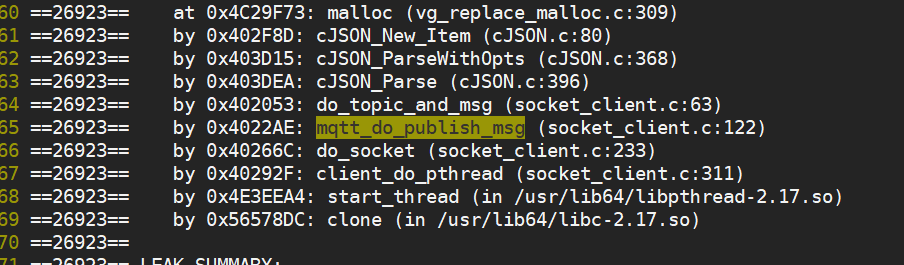 60 ==26923==    at 0x4C29F73: malloc (vg_replace_malloc.c:309)
61 ==26923==    by 0x402F8D: cJSON_New_Item (cJSON.c:80)
62 ==26923==    by 0x403D15: cJSON_ParseWithOpts (cJSON.c:368)
63 ==26923==    by 0x403DEA: cJSON_Parse (cJSON.c:396)
64 ==26923==    by 0x402053: do_topic_and_msg (socket_client.c:63)
65 ==26923==    by 0x4022AE: mqtt_do_publish_msg (socket_client.c:122)
66 ==26923==    by 0x40266C: do_socket (socket_client.c:233)
67 ==26923==    by 0x40292F: client_do_pthread (socket_client.c:311)
68 ==26923==    by 0x4E3EEA4: start_thread (in /usr/lib64/libpthread-2.17.so)
69 ==26923==    by 0x56578DC: clone (in /usr/lib64/libc-2.17.so)
70 ==26923==
71 ==26923== LEAK SUMMARY: